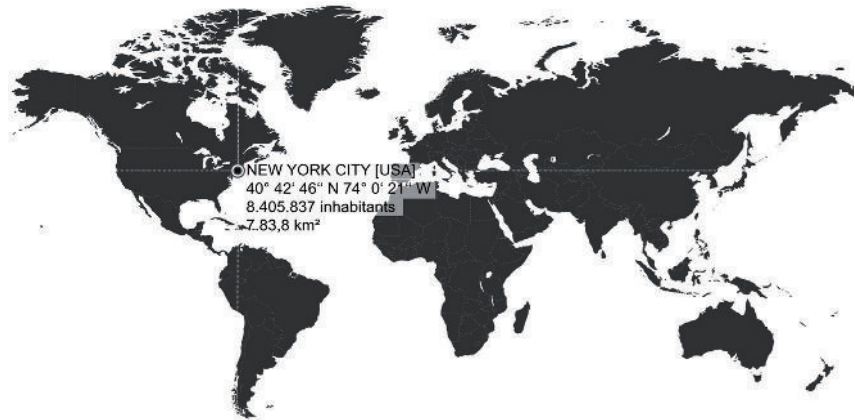 NEW YORK CITY [USA]
40° 42‘ 46“ N 74° 0‘ 21“ W
8.405.837 inhabitants
7.83,8 km²